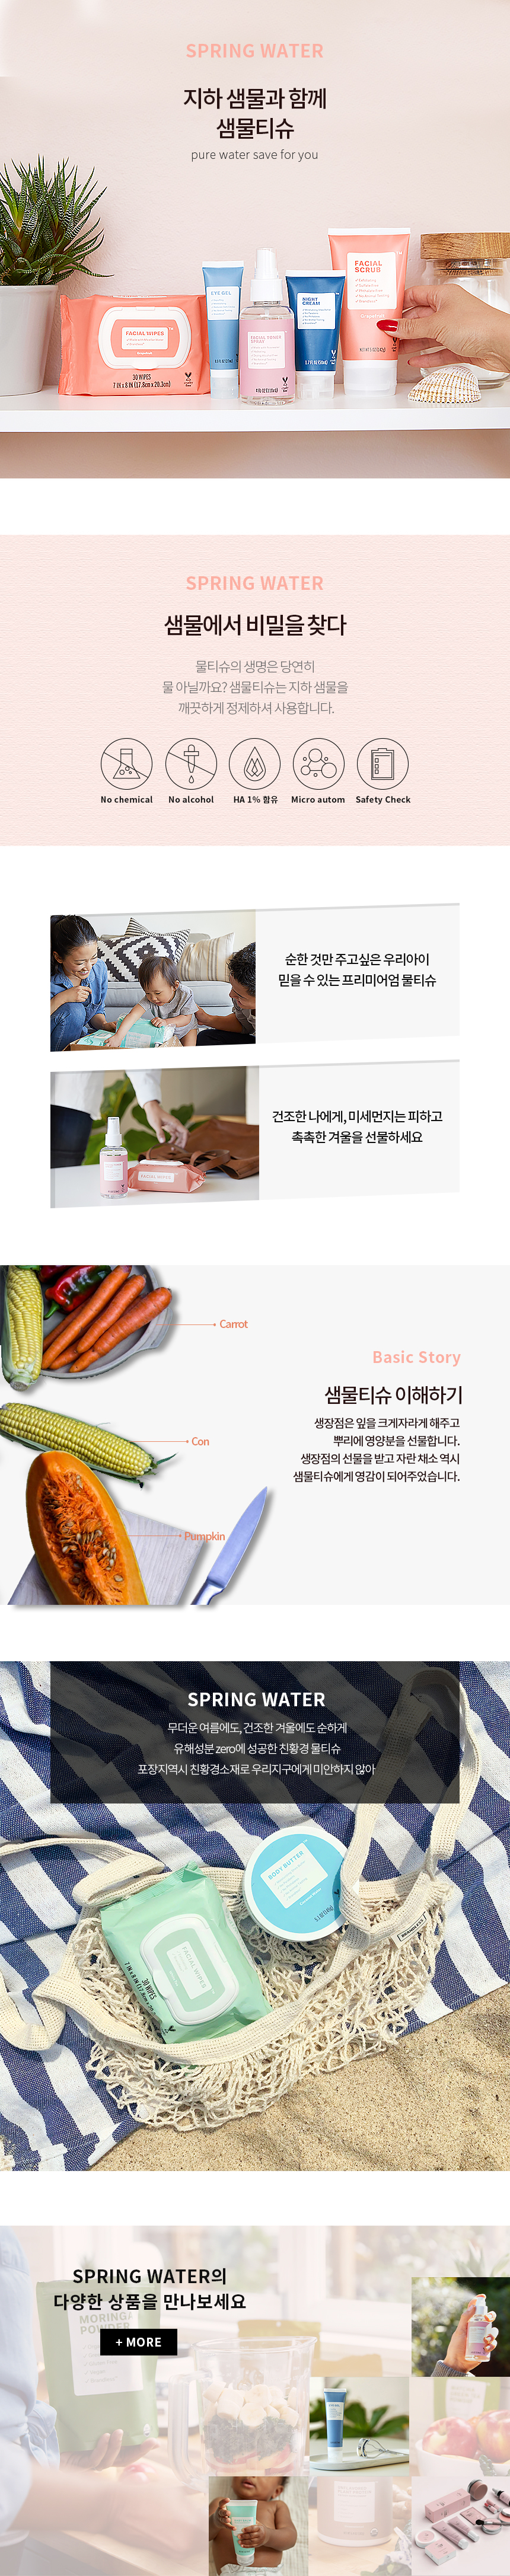 SPRING WATER
지하 샘물과 함께
샘물티슈
pure water save for you
FACIAL WIPES
Grapefruit
30 WIPES
7 IN x 8 IN (17.8cm x 20.3cm)
EYE GEL
FACIAL TONER
SPRAY
NIGHT
CREAM
FACIAL
SCRUB
SPRING WATER
샘물에서 비밀을 찾다
물티슈의 생명은 당연히
물 아닐까요? 샘물티슈는 지하 샘물을
깨끗하게 정제하셔 사용합니다.
No chemical
No alcohol
HA 1% 함유
Micro autom
Safety Check
순한 것만 주고싶은 우리아이
믿을 수 있는 프리미어엄 물티슈
건조한 나에게, 미세먼지는 피하고
촉촉한 겨울을 선물하세요
FACIAL WIPES
Carrot
Con
Pumpkin
Basic Story
샘물티슈 이해하기
생장점은 잎을 크게자라게 해주고
뿌리에 영양분을 선물합니다.
생장점의 선물을 받고 자란 채소 역시
샘물티슈에게 영감이 되어주었습니다.
SPRING WATER
무더운 여름에도, 건조한 겨울에도 순하게
유해성분 zero에 성공한 친황경 물티슈
포장지역시 친황경소재로 우리지구에게 미안하지 않아
BODY BUTTER
FACIAL WIPES
30 WIPES
7 IN x 8 IN (17.8cm x 20.3cm)
SPRING WATER의
다양한 상품을 만나보세요
MORINGA
POWDER
+ MORE